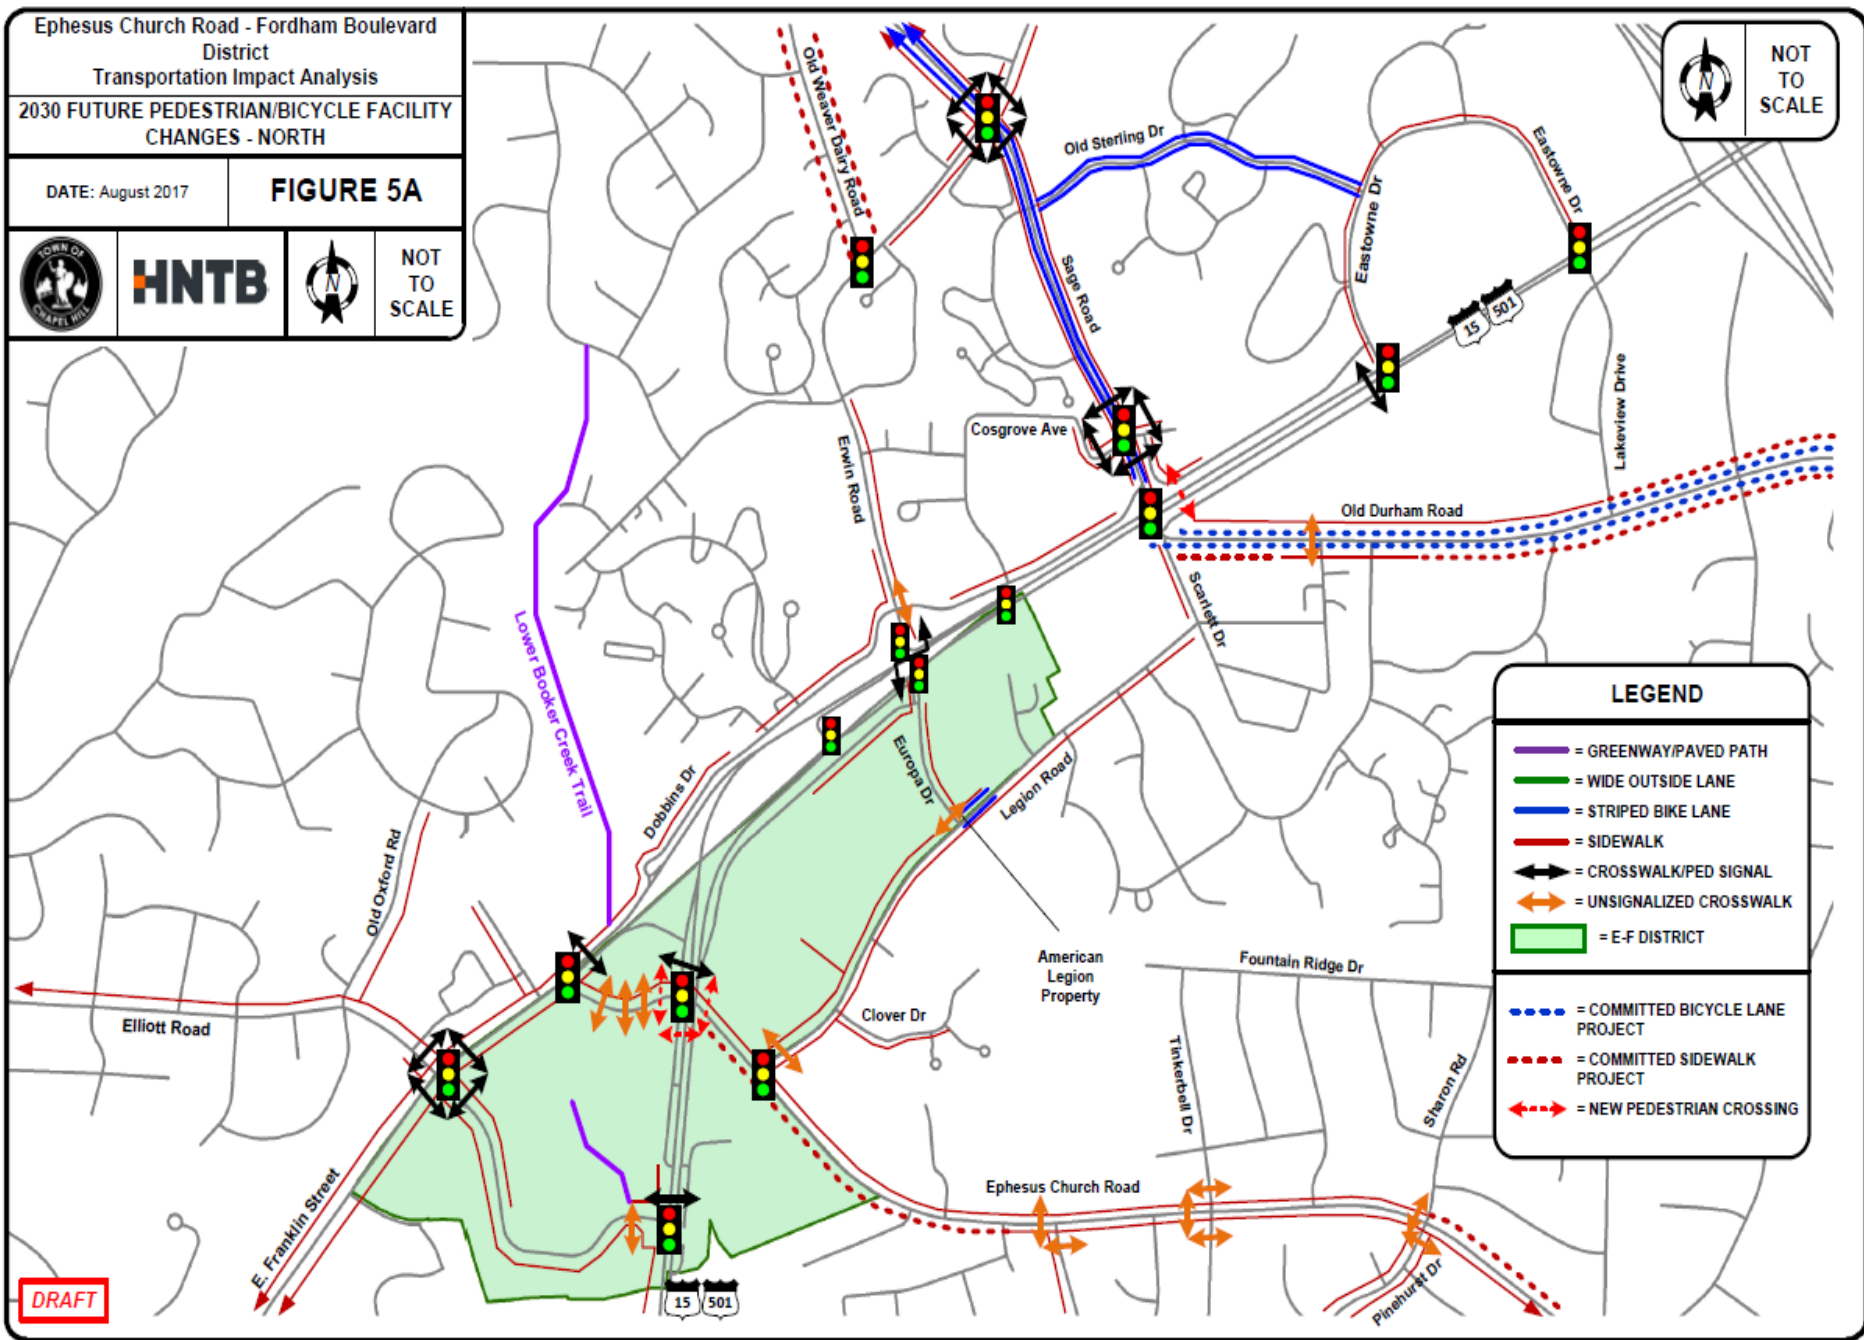 Ephesus Church Road - Fordham Boulevard
District
Transportation Impact Analysis
2030 FUTURE PEDESTRIAN/BICYCLE FACILITY
CHANGES - NORTH
DATE: August 2017
FIGURE 5A
TOWN OF
CHAPEL HILL
HNTB
N
NOT
TO
SCALE
N
NOT
TO
SCALE
Old Weaver Dairy Road
Old Sterling Dr
Eastowne Dr
Eastowne Dr
Sage Road
15
501
Lakeview Drive
Cosgrove Ave
Erwin Road
Old Durham Road
Scarlett Dr
Lower Booker Creek Trail
Europa Dr
Legion Road
Dobbins Dr
Old Oxford Rd
American
Legion
Property
Fountain Ridge Dr
Clover Dr
Elliott Road
Tinkerbell Dr
Sharon Rd
Ephesus Church Road
E. Franklin Street
Pinehurst Dr
15
501
DRAFT
LEGEND
= GREENWAY/PAVED PATH
= WIDE OUTSIDE LANE
= STRIPED BIKE LANE
= SIDEWALK
= CROSSWALK/PED SIGNAL
= UNSIGNALIZED CROSSWALK
= E-F DISTRICT
= COMMITTED BICYCLE LANE
PROJECT
= COMMITTED SIDEWALK
PROJECT
= NEW PEDESTRIAN CROSSING